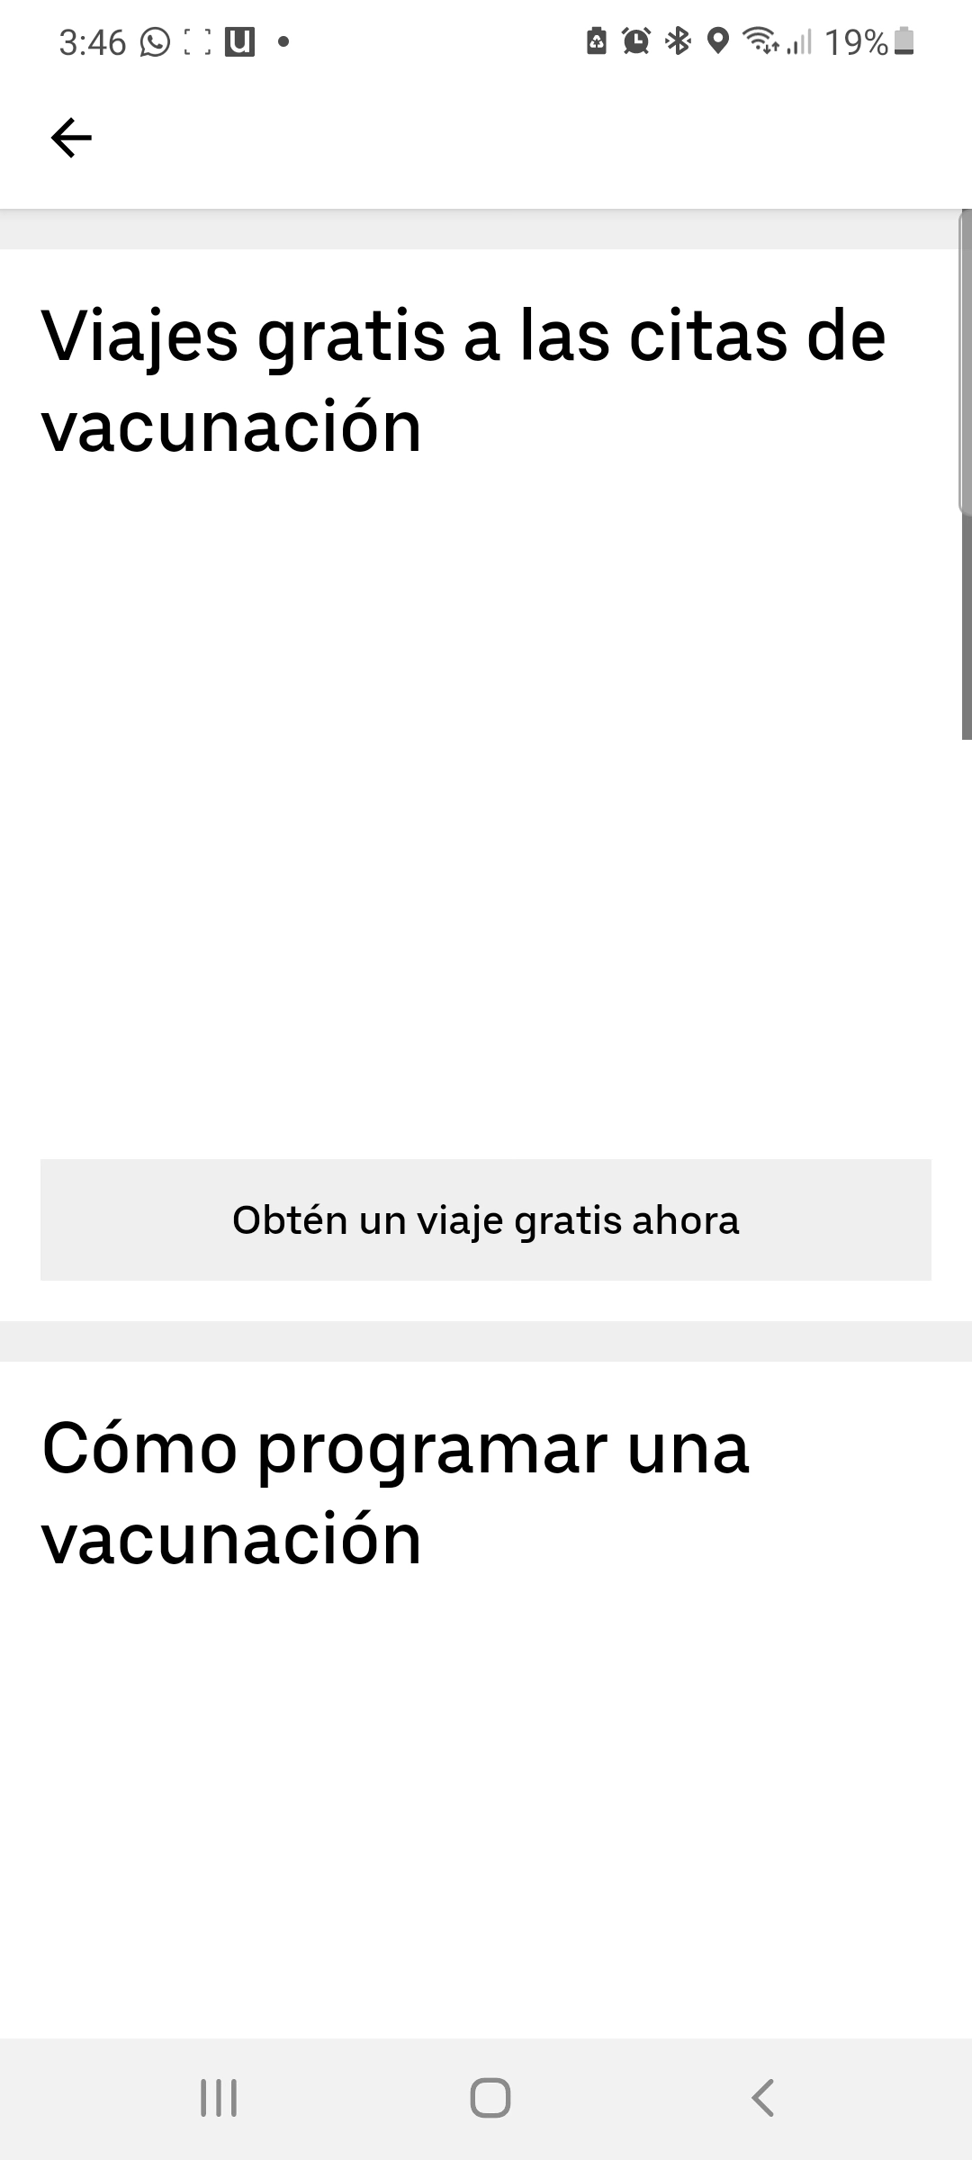 3:46
19%
Viajes gratis a las citas de
vacunación
Obtén un viaje gratis ahora
Cómo programar una
vacunación